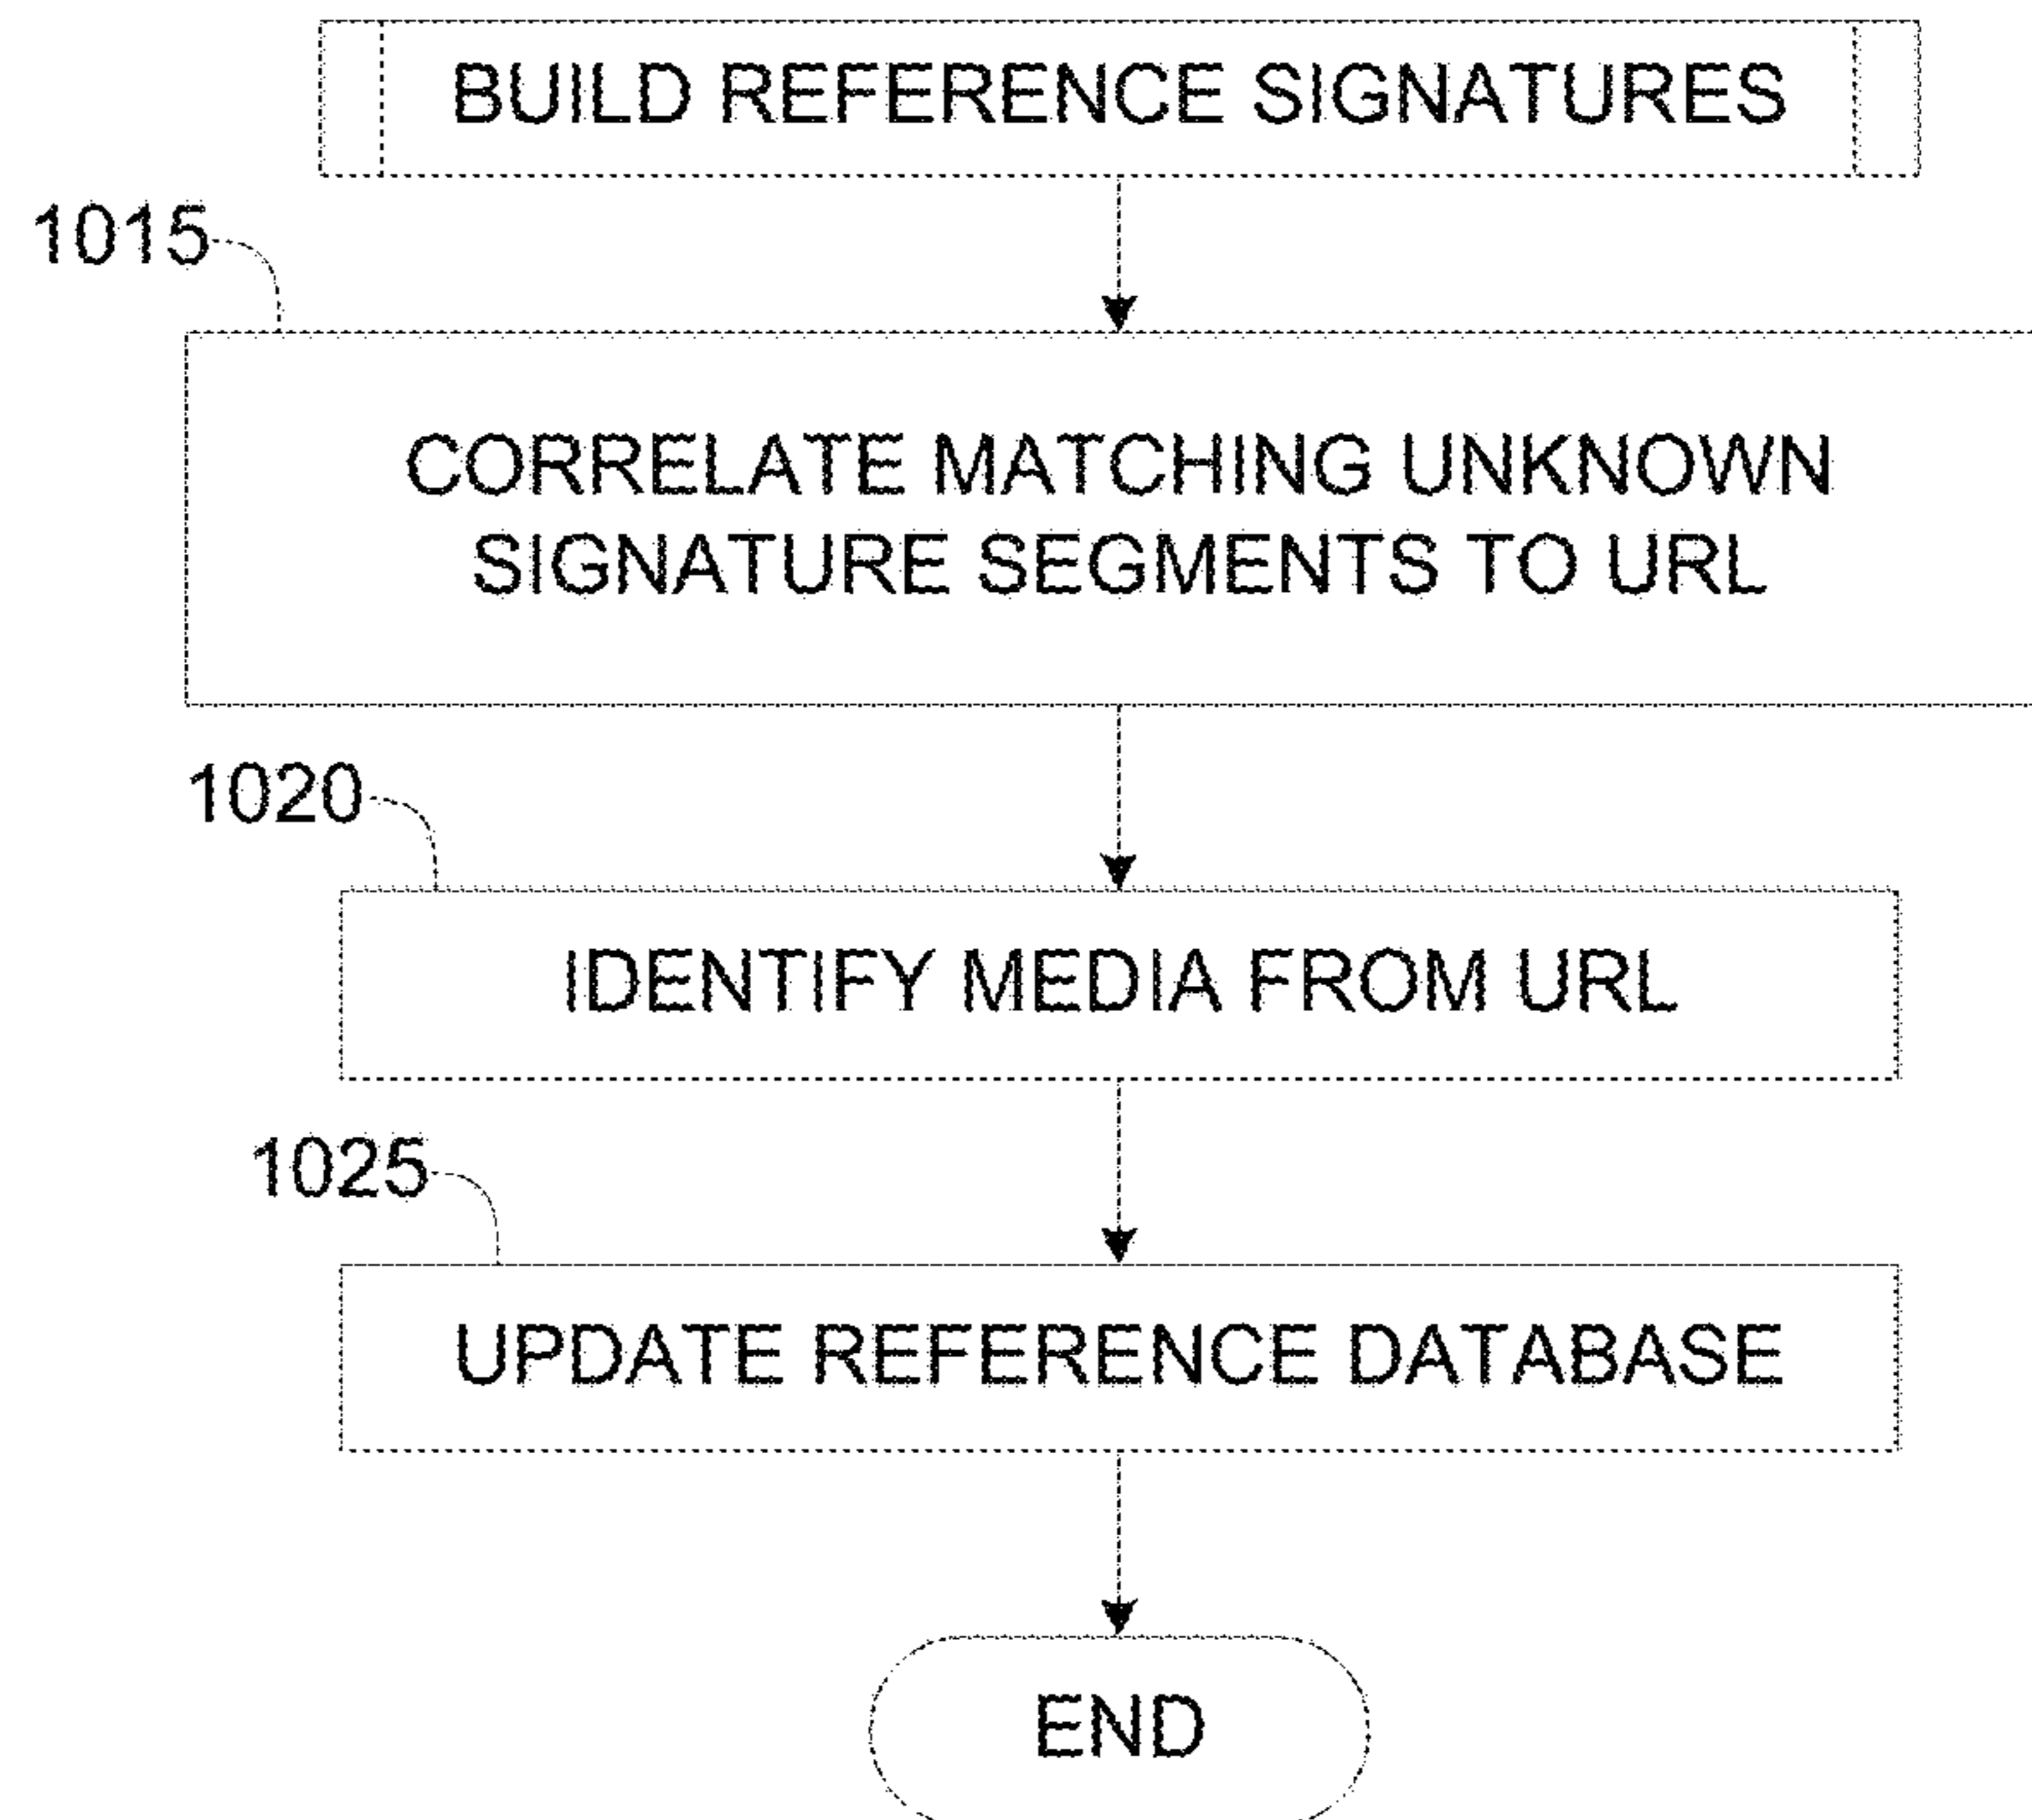 BUILD REFERENCE SIGNATURES
1015
CORRELATE MATCHING UNKNOWN
SIGNATURE SEGMENTS TO URL
1020
IDENTIFY MEDIA FROM URL
1025
UPDATE REFERENCE DATABASE
END